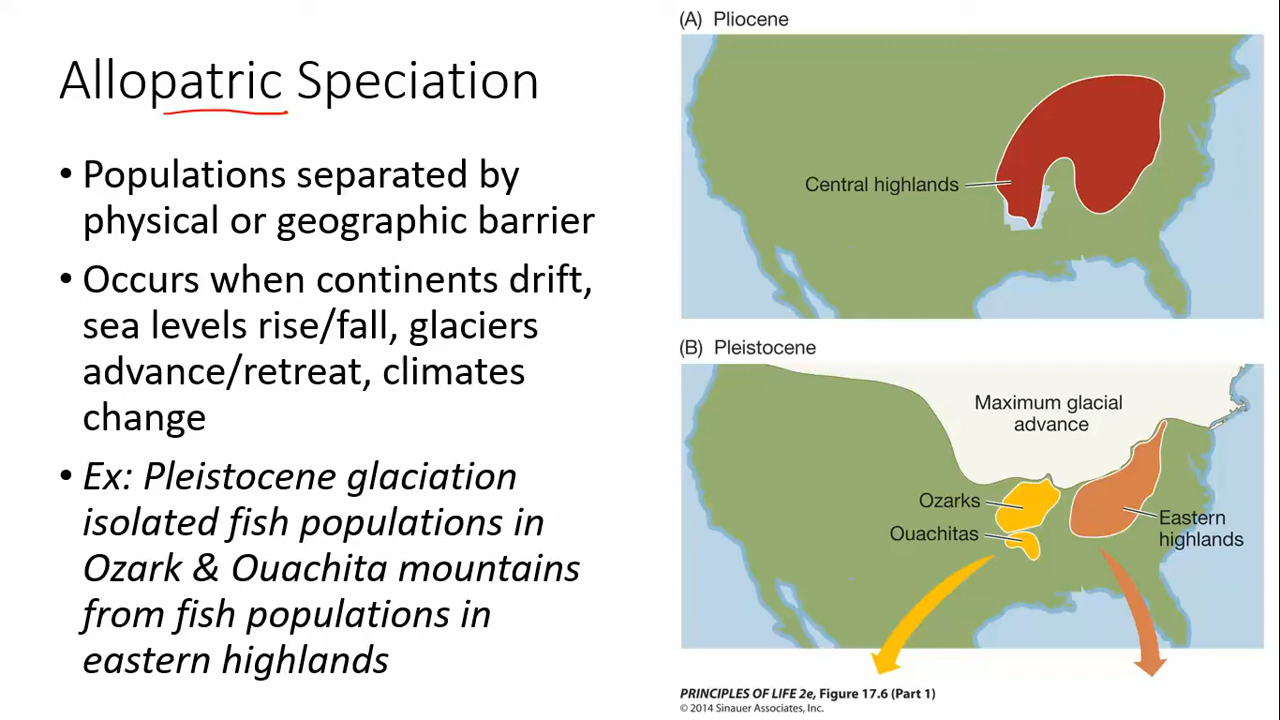 Allopatric Speciation
• Populations separated by
physical or geographic barrier
• Occurs when continents drift,
sea levels rise/fall, glaciers
advance/retreat, climates
change
• Ex: Pleistocene glaciation
isolated fish populations in
Ozark & Ouachita mountains
from fish populations in
eastern highlands
(A) Pliocene
Central highlands
(B) Pleistocene
Maximum glacial
advance
Ozarks
Ouachitas
Eastern
highlands
PRINCIPLES OF LIFE 2e, Figure 17.6 (Part 1)
© 2014 Sinauer Associates, Inc.